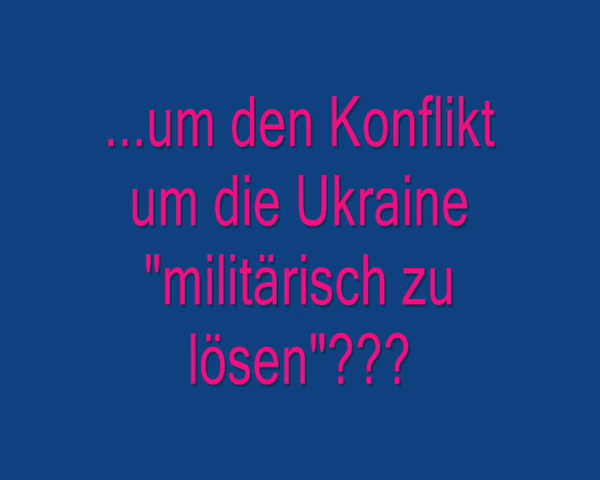 ...um den Konflikt
um die Ukraine
"militärisch zu
lösen"???